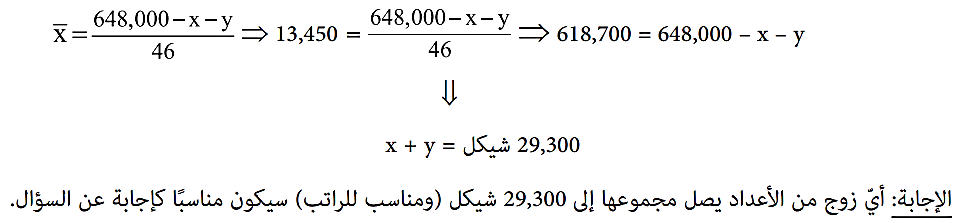 x̄ = (648,000 – x – y)/46 ⇒ 13,450 = (648,000 – x – y)/46 ⇒ 618,700 = 648,000 – x – y
⇓
x + y = 29,300 شيكل
الإجابة: أيّ زوج من الأعداد يصل مجموعها إلى 29,300 شيكل (ومناسب للراتب) سيكون مناسبًا كإجابة عن السؤال.